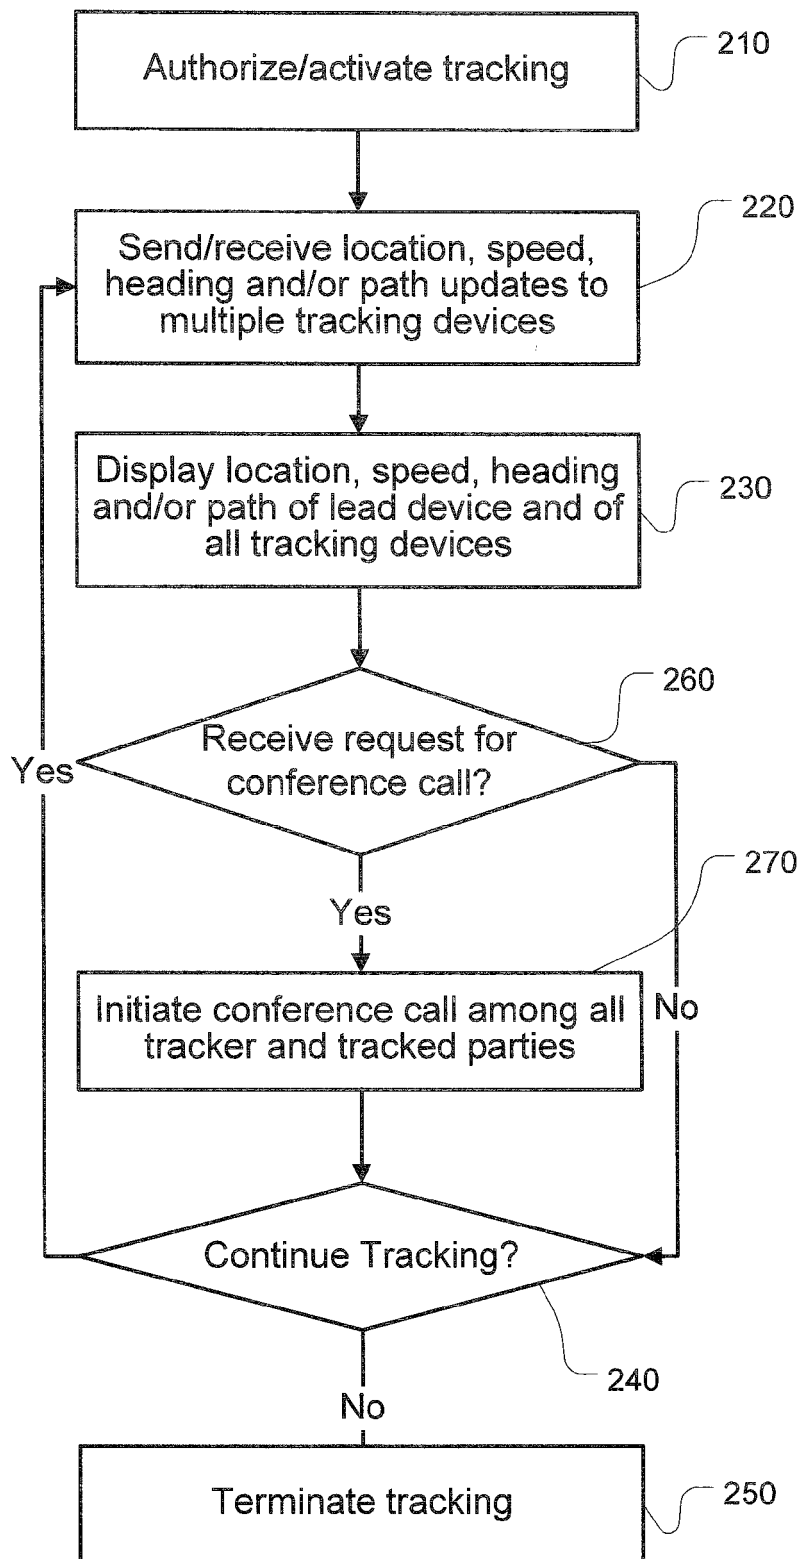 Authorize/activate tracking
210
Send/receive location, speed,
heading and/or path updates to
multiple tracking devices
220
Display location, speed, heading
and/or path of lead device and of
all tracking devices
230
Receive request for
conference call?
260
Yes
Yes
270
Initiate conference call among all
tracker and tracked parties
No
Continue Tracking?
240
No
Terminate tracking
250